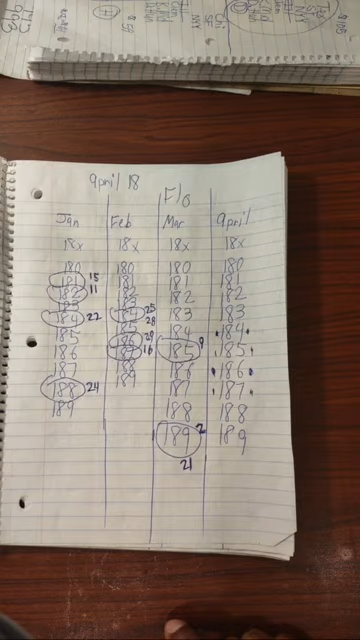 April 18
F/O
Jan Feb Mar April
18x 18x 18x 18x
180 180 180 180
181 15 181 181 181
182 11 182 182 182
183 183 183 183
184 22 184 25 184 • 184 •
185 185 28 185 9 • 185 •
186 186 29 186 • 186 •
187 187 16 187 • 187 •
188 24 188 188 188
189 189 189 2 189
21